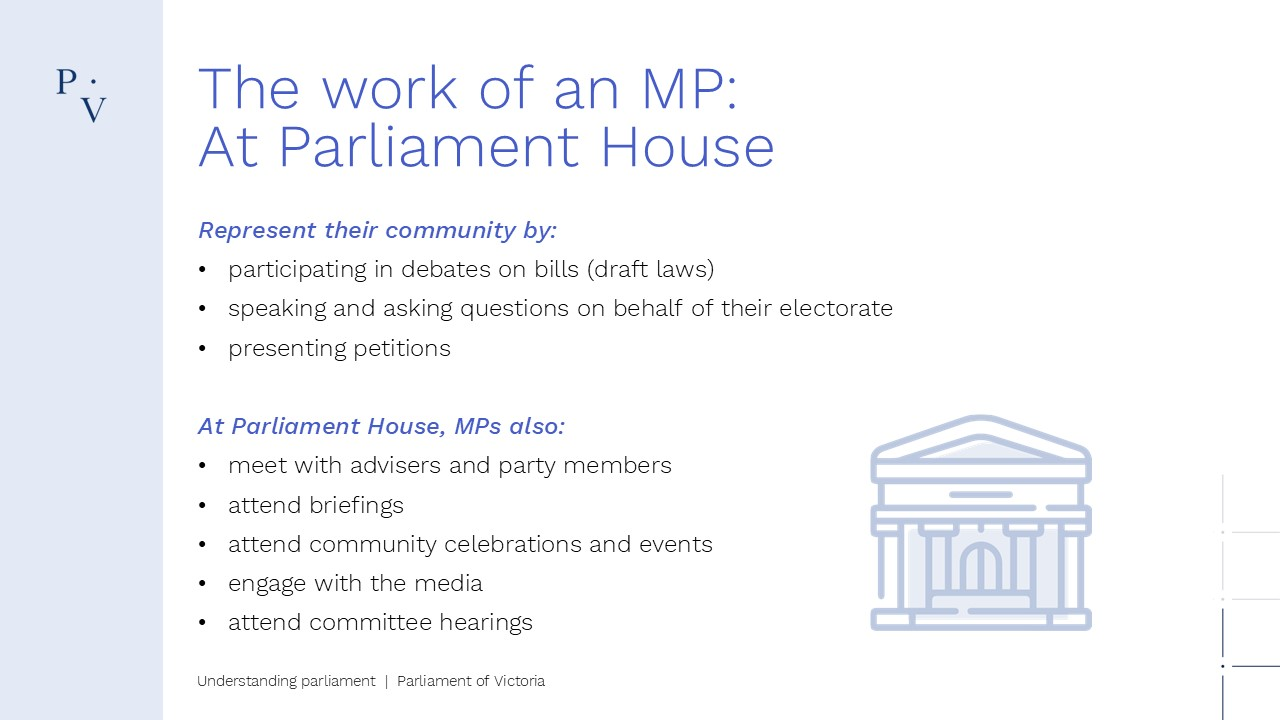 P ·
V
The work of an MP:
At Parliament House
Represent their community by:
• participating in debates on bills (draft laws)
• speaking and asking questions on behalf of their electorate
• presenting petitions
At Parliament House, MPs also:
• meet with advisers and party members
• attend briefings
• attend community celebrations and events
• engage with the media
• attend committee hearings
Understanding parliament | Parliament of Victoria